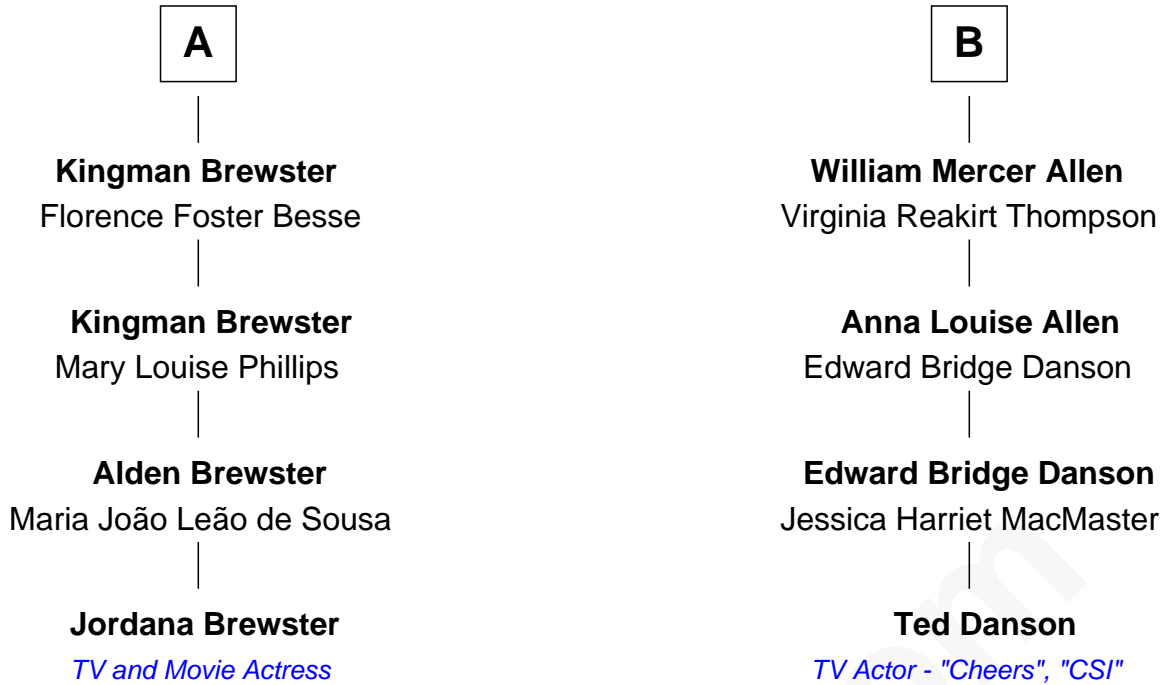 A
Kingman Brewster
Florence Foster Besse
Kingman Brewster
Mary Louise Phillips
Alden Brewster
Maria João Leão de Sousa
Jordana Brewster
TV and Movie Actress
B
William Mercer Allen
Virginia Reakirt Thompson
Anna Louise Allen
Edward Bridge Danson
Edward Bridge Danson
Jessica Harriet MacMaster
Ted Danson
TV Actor - "Cheers", "CSI"